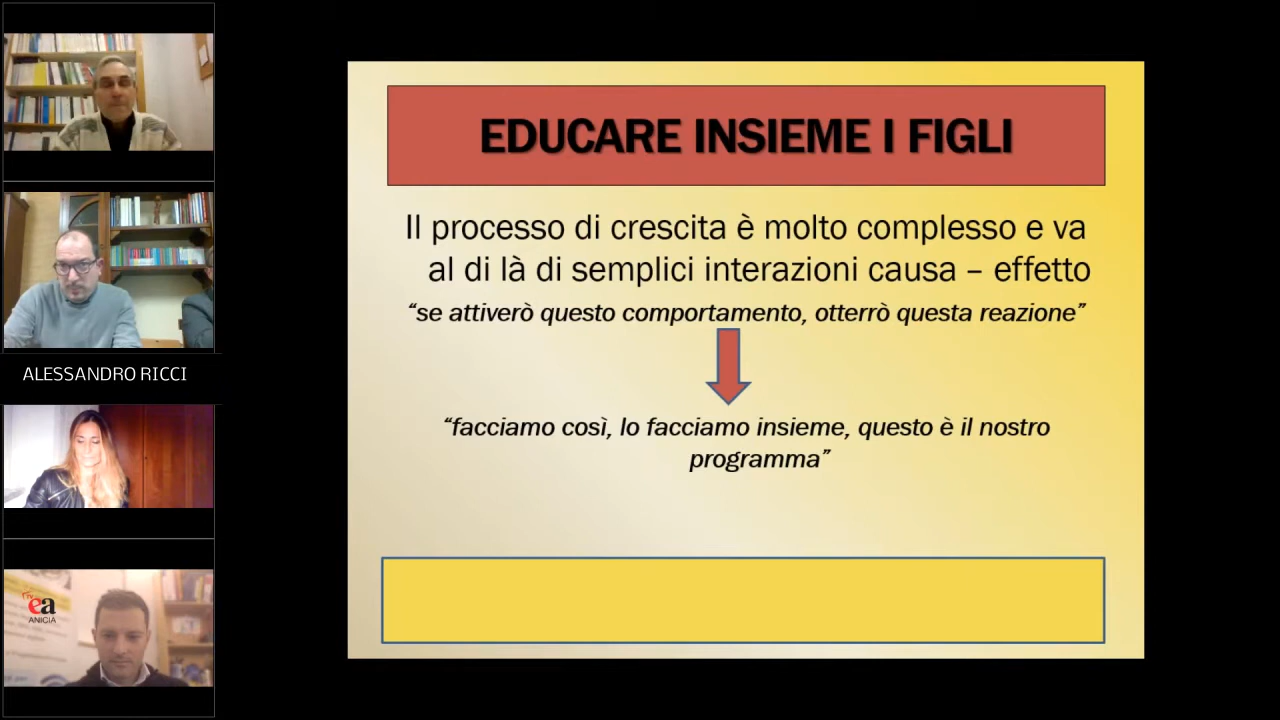 ALESSANDRO RICCI
TV
ea
ANICIA
EDUCARE INSIEME I FIGLI
Il processo di crescita è molto complesso e va
al di là di semplici interazioni causa – effetto
“se attiverò questo comportamento, otterrò questa reazione”
“facciamo così, lo facciamo insieme, questo è il nostro
programma”